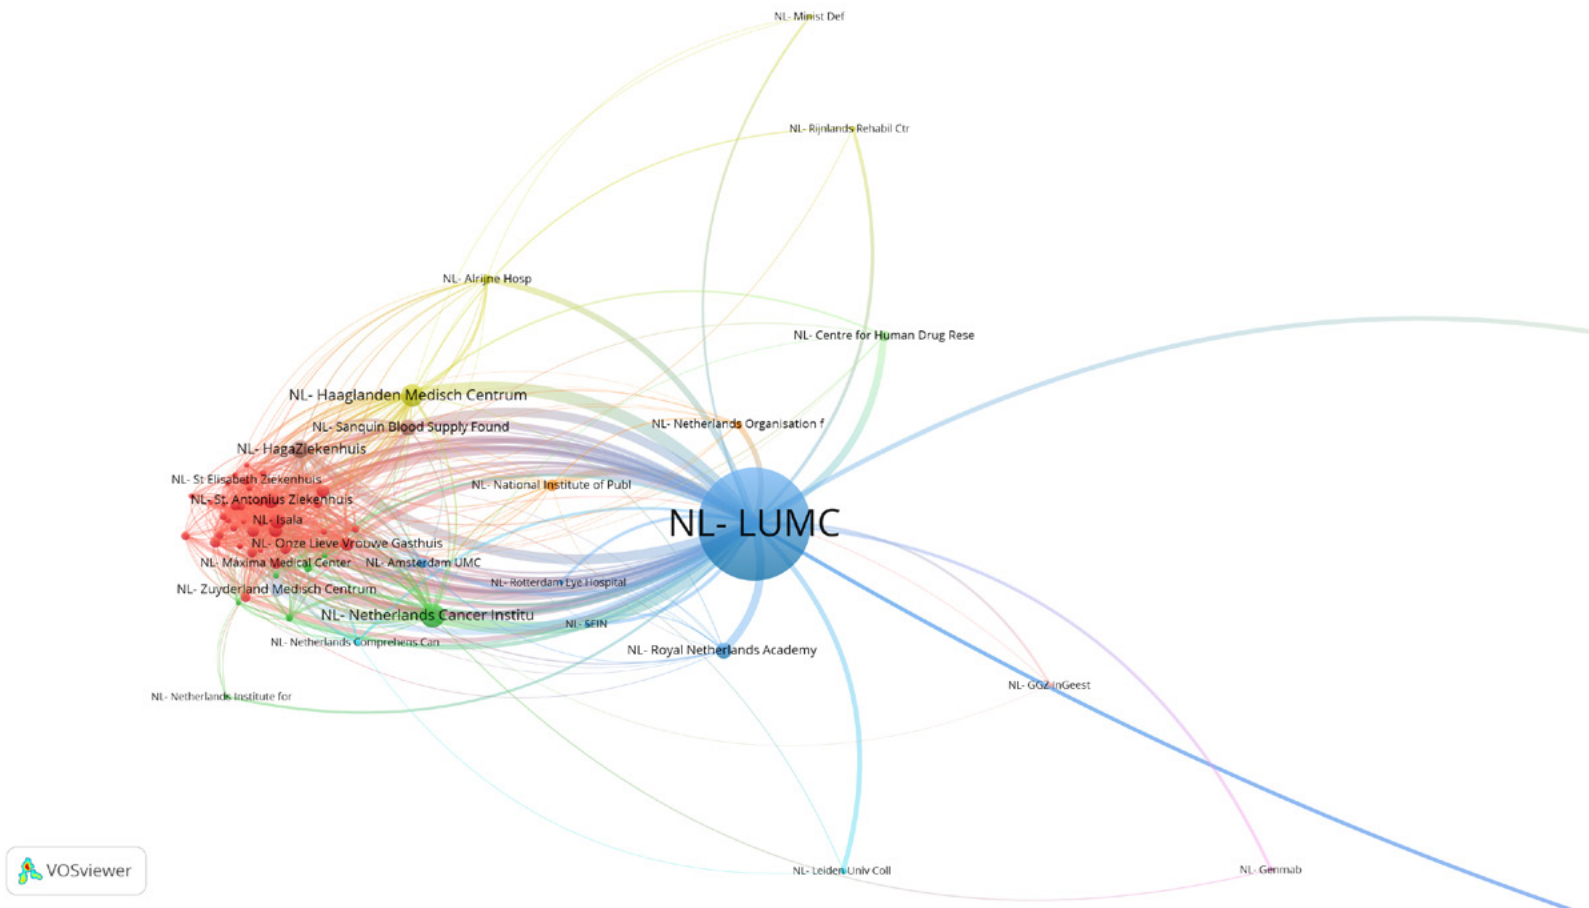 NL- Minist Def
NL- Rijnlands Rehabil Ctr
NL- Alrijne Hosp
NL- Centre for Human Drug Rese
NL- Haaglanden Medisch Centrum
NL- Netherlands Organisation f
NL- Sanquin Blood Supply Found
NL- HagaZiekenhuis
NL- St Elisabeth Ziekenhuis
NL- National Institute of Publ
NL- St. Antonius Ziekenhuis
NL- Isala
NL- LUMC
NL- Onze Lieve Vrouwe Gasthuis
NL- Maxima Medical Center
NL- Amsterdam UMC
NL- Rotterdam Eye Hospital
NL- Zuyderland Medisch Centrum
NL- Netherlands Cancer Institu
NL- SEIN
NL- Netherlands Comprehens Can
NL- Royal Netherlands Academy
NL- GGZ inGeest
NL- Netherlands Institute for
NL- Leiden Univ Coll
NL- Genmab
VOSviewer